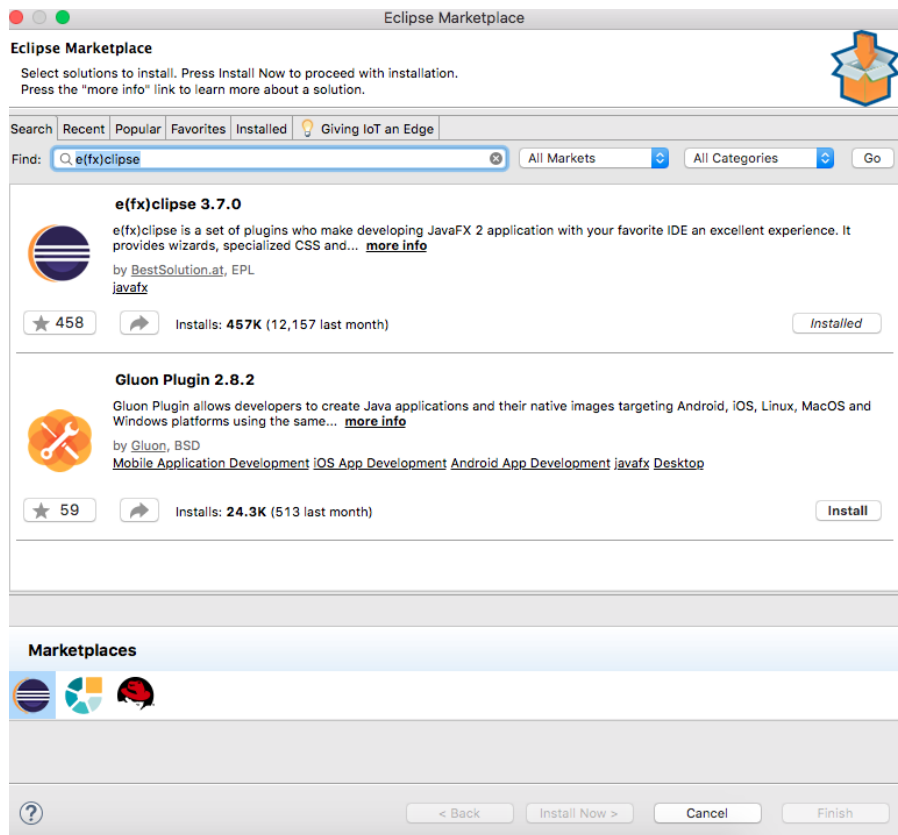 Eclipse Marketplace
Eclipse Marketplace
Select solutions to install. Press Install Now to proceed with installation.
Press the "more info" link to learn more about a solution.
Search Recent Popular Favorites Installed Giving IoT an Edge
Find: e(fx)clipse All Markets All Categories Go
e(fx)clipse 3.7.0
e(fx)clipse is a set of plugins who make developing JavaFX 2 application with your favorite IDE an excellent experience. It
provides wizards, specialized CSS and... more info
by BestSolution.at, EPL
javafx
458 Installs: 457K (12,157 last month) Installed
Gluon Plugin 2.8.2
Gluon Plugin allows developers to create Java applications and their native images targeting Android, iOS, Linux, MacOS and
Windows platforms using the same... more info
by Gluon, BSD
Mobile Application Development iOS App Development Android App Development javafx Desktop
59 Installs: 24.3K (513 last month) Install
Marketplaces
? < Back Install Now > Cancel Finish